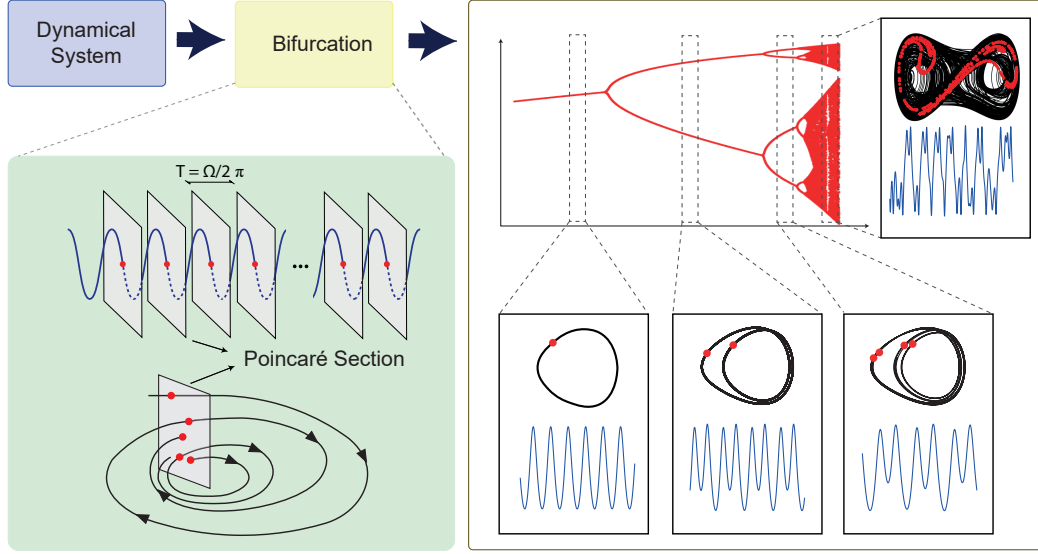 Dynamical
System
Bifurcation
T = Ω/2 π
...
Poincaré Section